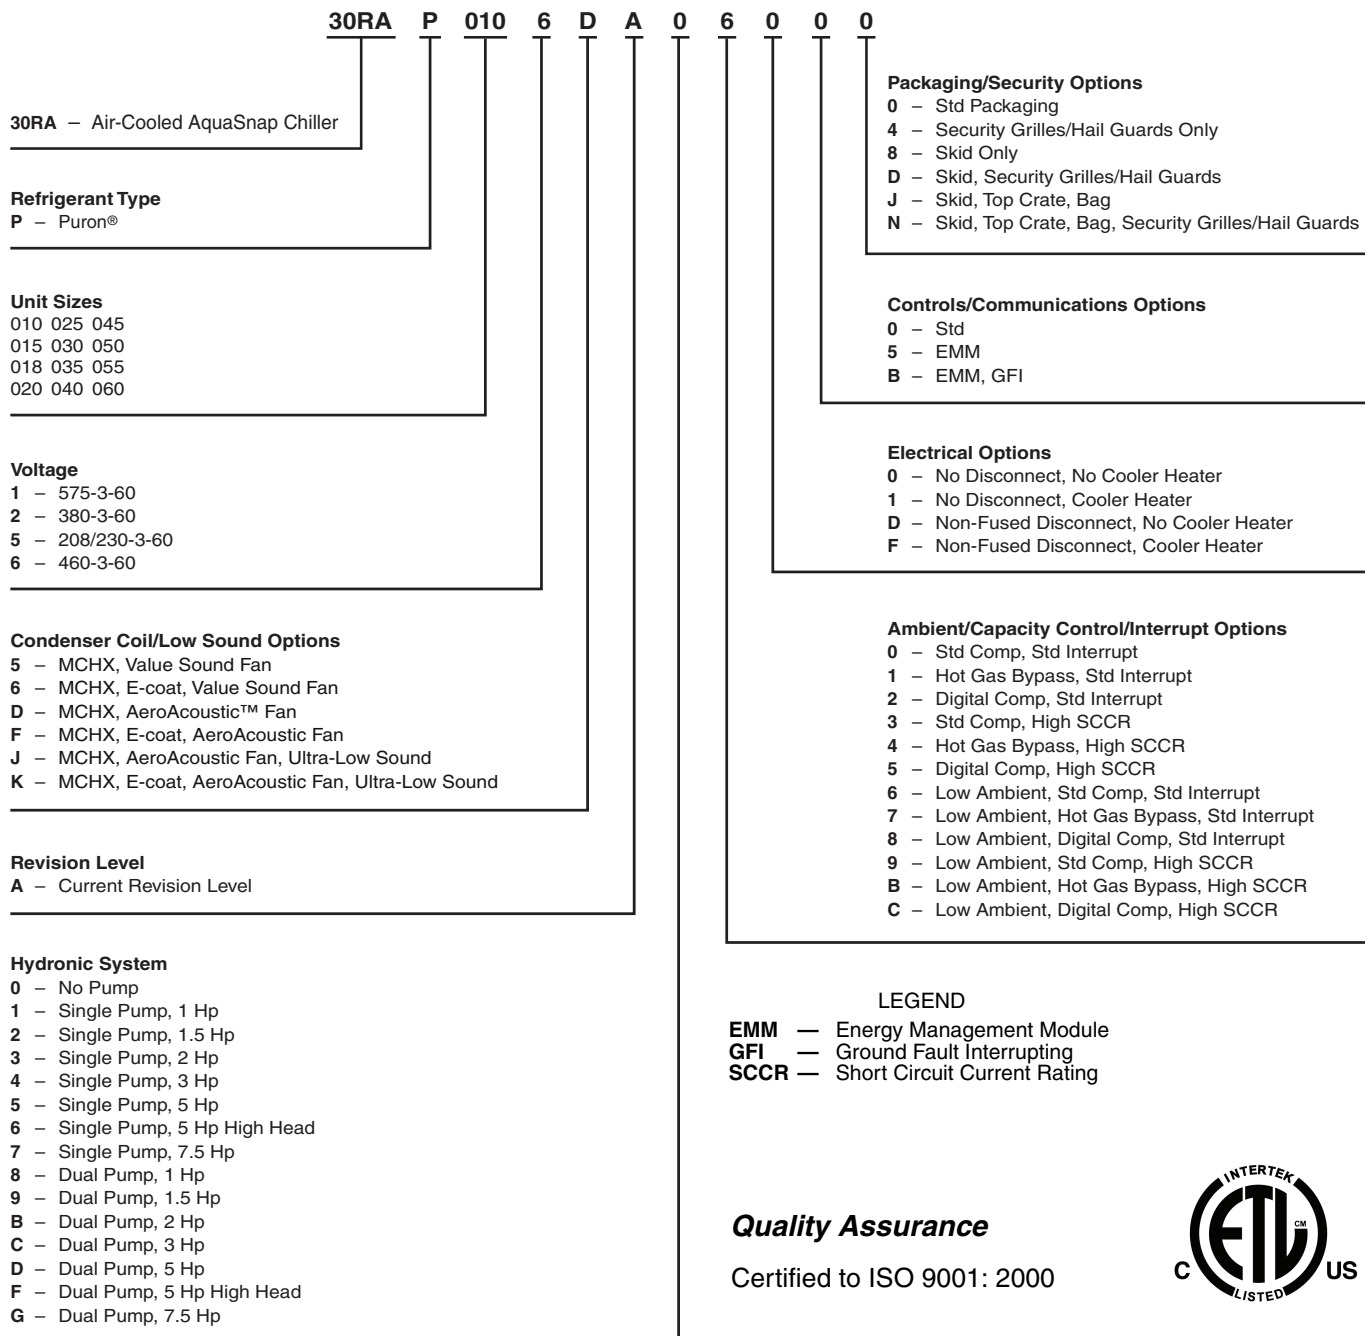 30RA P 010 6 D A 0 6 0 0 0
30RA – Air-Cooled AquaSnap Chiller
Refrigerant Type
P – Puron®
Unit Sizes
010 025 045
015 030 050
018 035 055
020 040 060
Voltage
1 – 575-3-60
2 – 380-3-60
5 – 208/230-3-60
6 – 460-3-60
Condenser Coil/Low Sound Options
5 – MCHX, Value Sound Fan
6 – MCHX, E-coat, Value Sound Fan
D – MCHX, AeroAcoustic™ Fan
F – MCHX, E-coat, AeroAcoustic Fan
J – MCHX, AeroAcoustic Fan, Ultra-Low Sound
K – MCHX, E-coat, AeroAcoustic Fan, Ultra-Low Sound
Revision Level
A – Current Revision Level
Hydronic System
0 – No Pump
1 – Single Pump, 1 Hp
2 – Single Pump, 1.5 Hp
3 – Single Pump, 2 Hp
4 – Single Pump, 3 Hp
5 – Single Pump, 5 Hp
6 – Single Pump, 5 Hp High Head
7 – Single Pump, 7.5 Hp
8 – Dual Pump, 1 Hp
9 – Dual Pump, 1.5 Hp
B – Dual Pump, 2 Hp
C – Dual Pump, 3 Hp
D – Dual Pump, 5 Hp
F – Dual Pump, 5 Hp High Head
G – Dual Pump, 7.5 Hp
Packaging/Security Options
0 – Std Packaging
4 – Security Grilles/Hail Guards Only
8 – Skid Only
D – Skid, Security Grilles/Hail Guards
J – Skid, Top Crate, Bag
N – Skid, Top Crate, Bag, Security Grilles/Hail Guards
Controls/Communications Options
0 – Std
5 – EMM
B – EMM, GFI
Electrical Options
0 – No Disconnect, No Cooler Heater
1 – No Disconnect, Cooler Heater
D – Non-Fused Disconnect, No Cooler Heater
F – Non-Fused Disconnect, Cooler Heater
Ambient/Capacity Control/Interrupt Options
0 – Std Comp, Std Interrupt
1 – Hot Gas Bypass, Std Interrupt
2 – Digital Comp, Std Interrupt
3 – Std Comp, High SCCR
4 – Hot Gas Bypass, High SCCR
5 – Digital Comp, High SCCR
6 – Low Ambient, Std Comp, Std Interrupt
7 – Low Ambient, Hot Gas Bypass, Std Interrupt
8 – Low Ambient, Digital Comp, Std Interrupt
9 – Low Ambient, Std Comp, High SCCR
B – Low Ambient, Hot Gas Bypass, High SCCR
C – Low Ambient, Digital Comp, High SCCR
LEGEND
EMM — Energy Management Module
GFI — Ground Fault Interrupting
SCCR — Short Circuit Current Rating
Quality Assurance
Certified to ISO 9001: 2000
INTERTEK
ETL CM
C US
LISTED